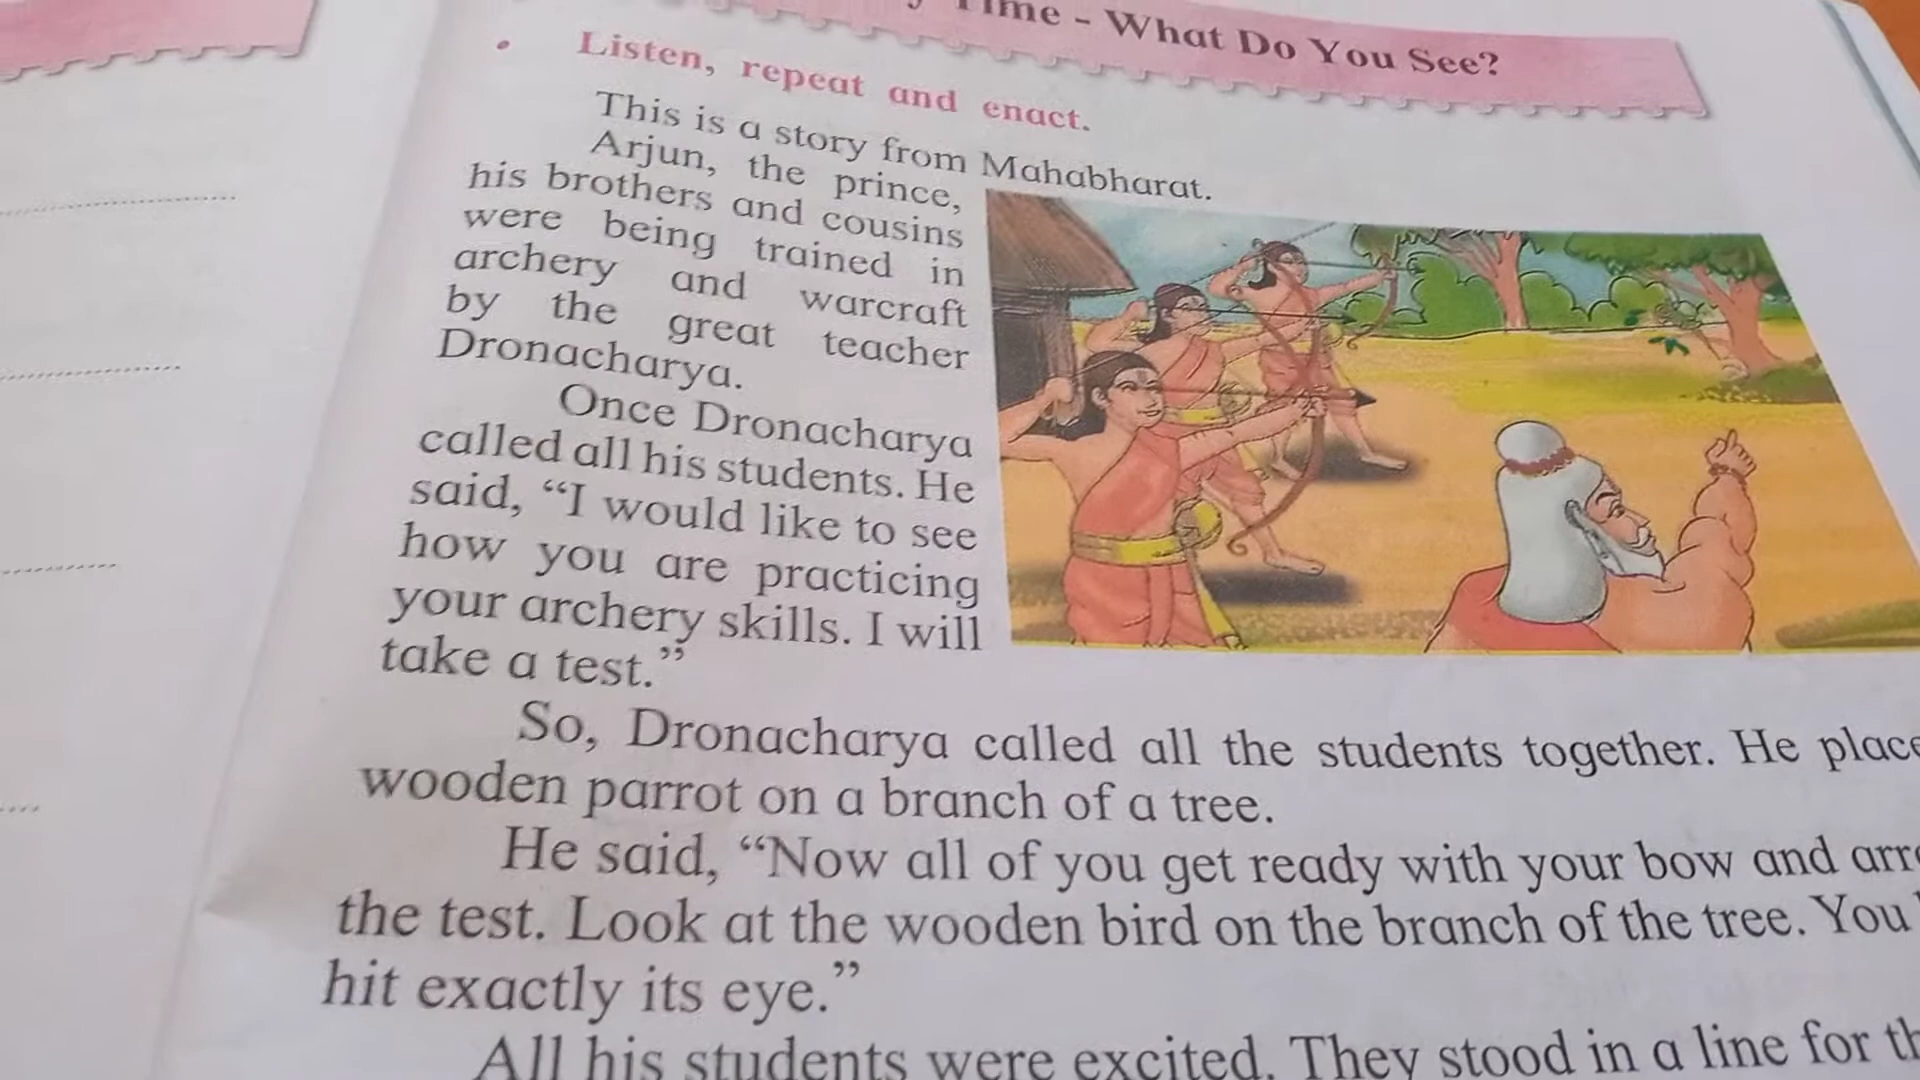 Time - What Do You See?
Listen, repeat and enact.
This is a story from Mahabharat.
Arjun, the prince,
his brothers and cousins
were being trained in
archery and warcraft
by the great teacher
Dronacharya.
Once Dronacharya
called all his students. He
said, “I would like to see
how you are practicing
your archery skills. I will
take a test.”
So, Dronacharya called all the students together. He
wooden parrot on a branch of a tree.
He said, “Now all of you get ready with your bow and
the test. Look at the wooden bird on the branch of the tree. You
hit exactly its eye.”
All his students were excited. They stood in a line for